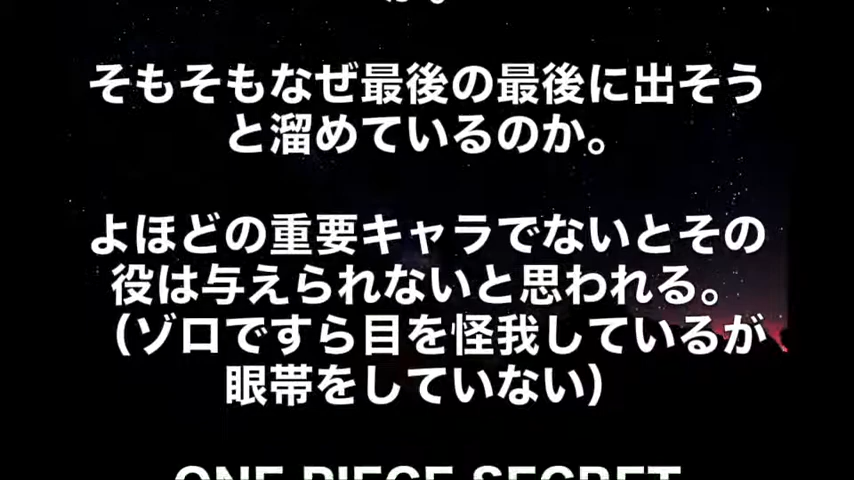 そもそもなぜ最後の最後に出そう
と溜めているのか。
よほどの重要キャラでないとその
役は与えられないと思われる。
（ゾロですら目を怪我しているが
眼帯をしていない）
ONE PIECE SECRET